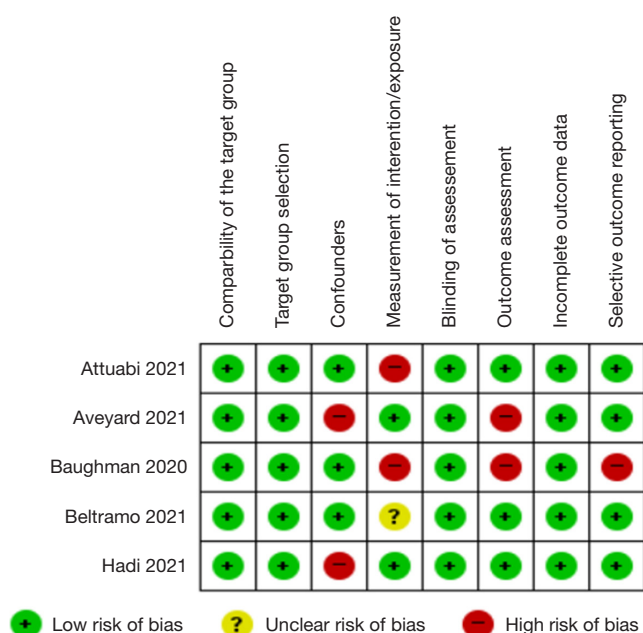 Comparbility of the target group
Target group selection
Confounders
Measurement of interention/exposure
Blinding of assessement
Outcome assessment
Incomplete outcome data
Selective outcome reporting
Attuabi 2021 + + + − + + + +
Aveyard 2021 + + − + + − + +
Baughman 2020 + + + − + − + −
Beltramo 2021 + + + ? + + + +
Hadi 2021 + + − + + + + +
+ Low risk of bias ? Unclear risk of bias − High risk of bias